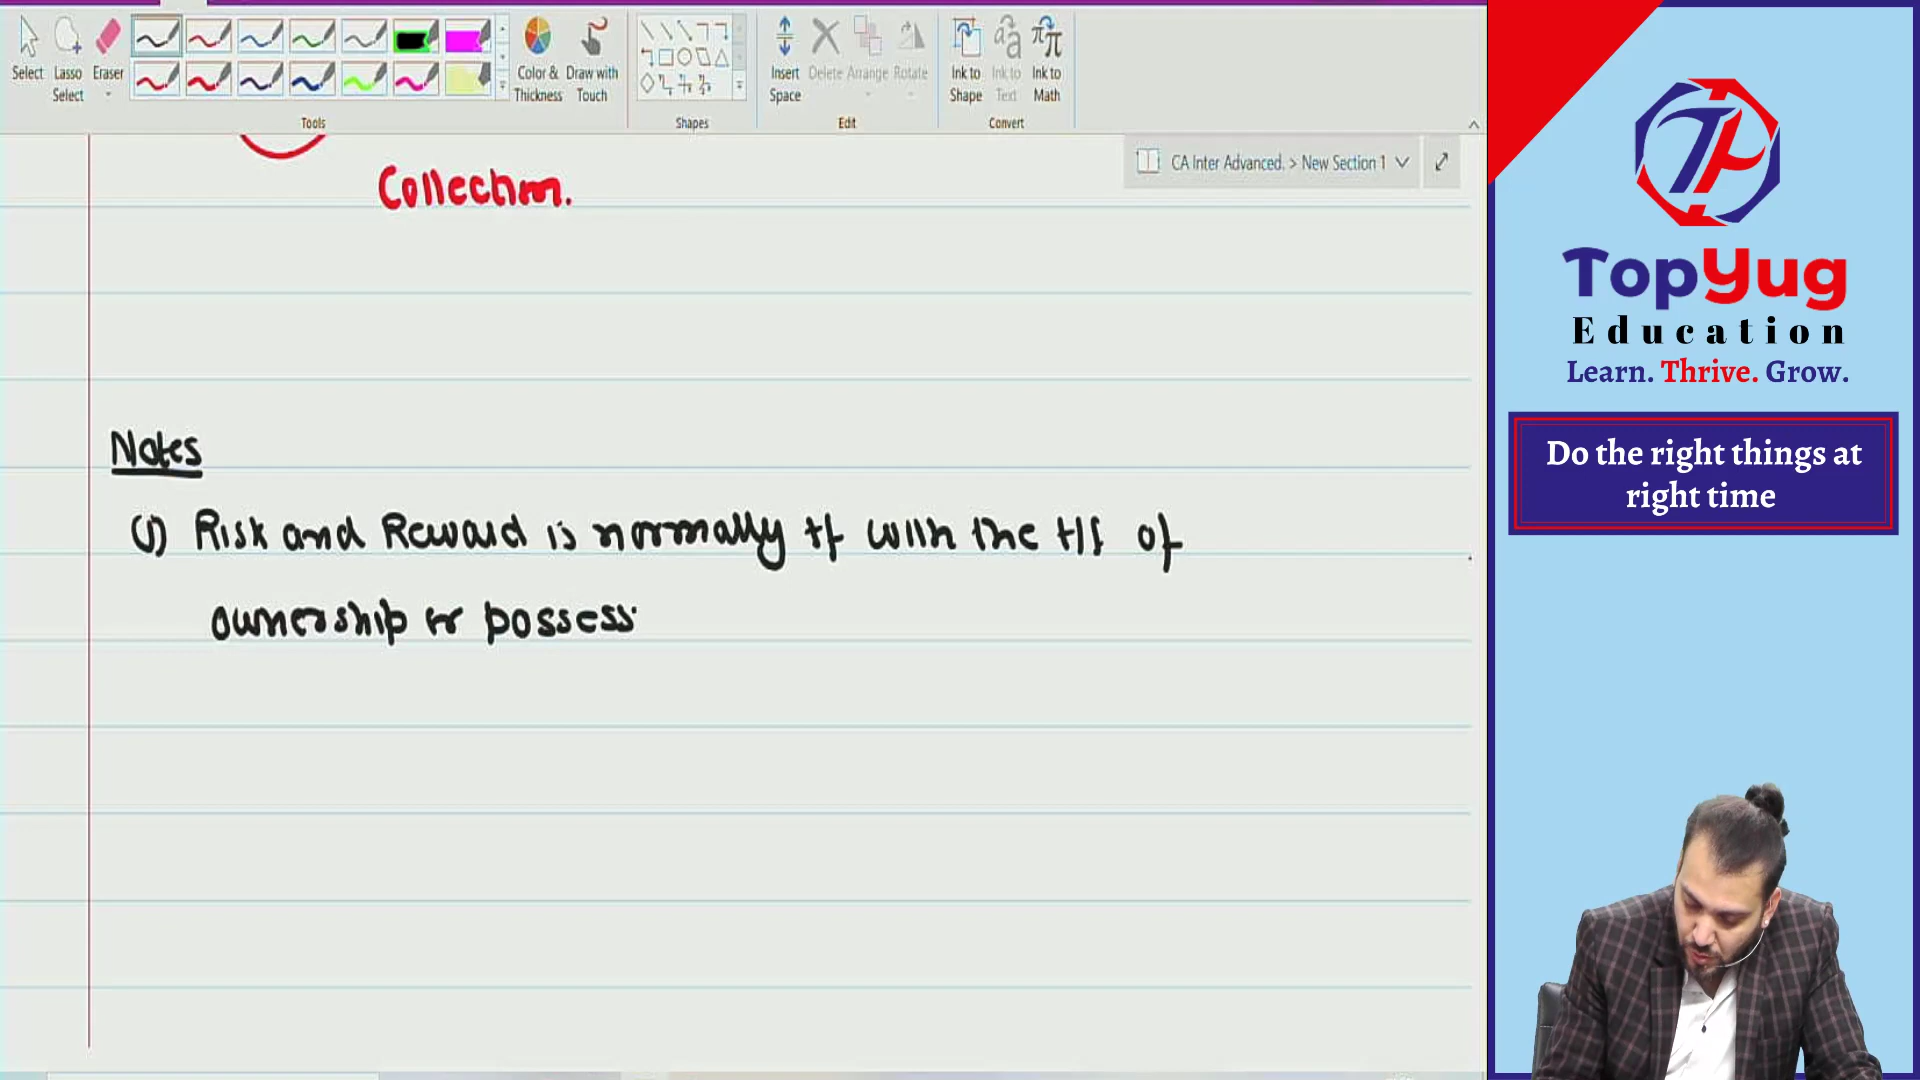 Select
Lasso Select
Eraser
Color & Thickness
Draw with Touch
Insert Space
Delete
Arrange
Rotate
Ink to Shape
Ink to Text
Ink to Math
Tools
Shapes
Edit
Convert
CA Inter Advanced. > New Section 1
Collection.
Notes
(1) Risk and Reward is normally tf with the t/f of
ownership or possess
TopYug
Education
Learn. Thrive. Grow.
Do the right things at
right time